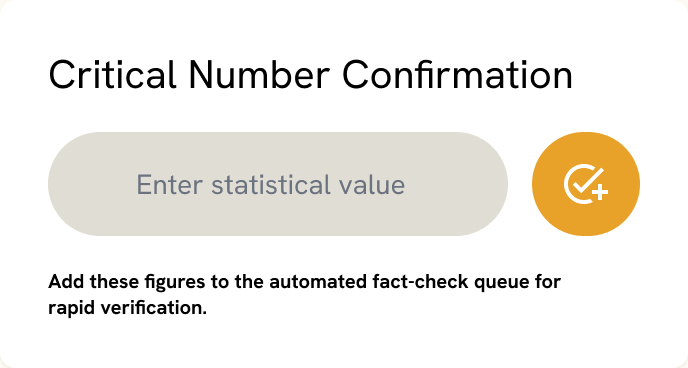 Critical Number Confirmation
Enter statistical value
Add these figures to the automated fact-check queue for
rapid verification.